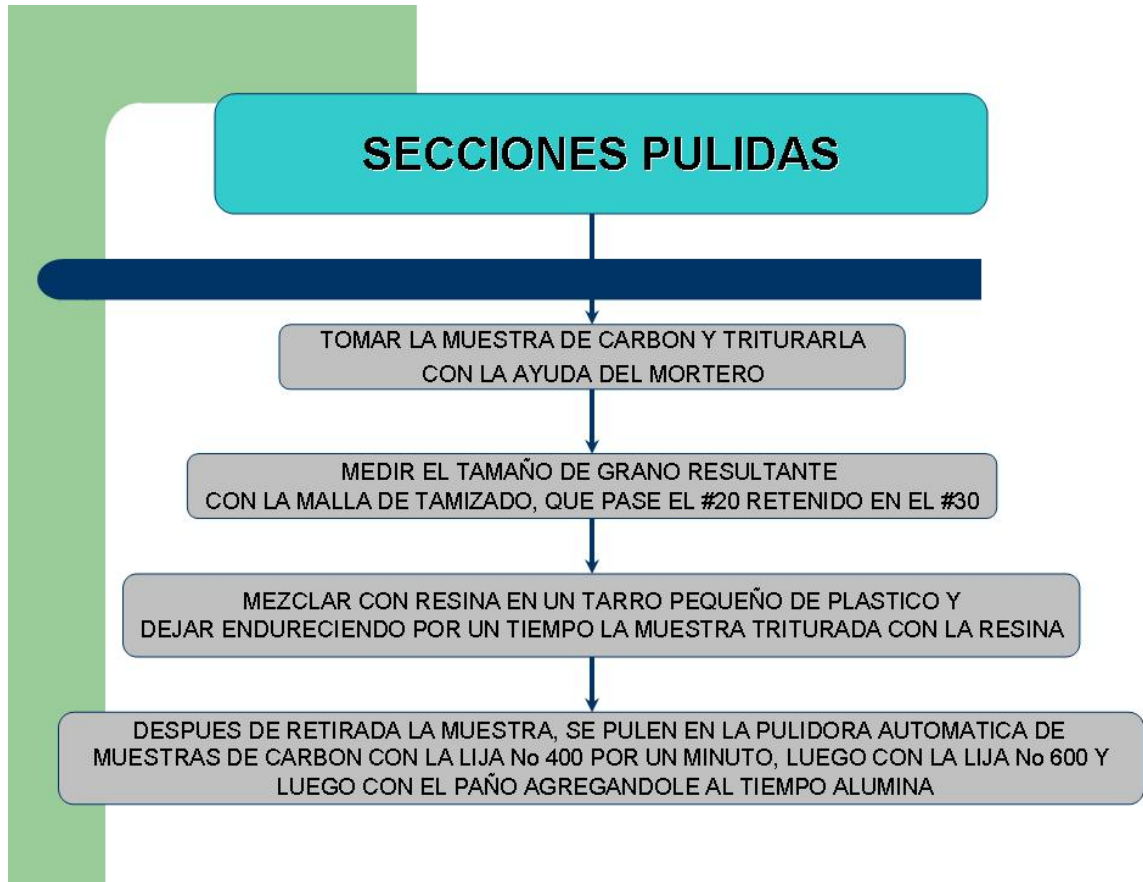 SECCIONES PULIDAS
TOMAR LA MUESTRA DE CARBON Y TRITURARLA
CON LA AYUDA DEL MORTERO
MEDIR EL TAMAÑO DE GRANO RESULTANTE
CON LA MALLA DE TAMIZADO, QUE PASE EL #20 RETENIDO EN EL #30
MEZCLAR CON RESINA EN UN TARRO PEQUEÑO DE PLASTICO Y
DEJAR ENDURECIENDO POR UN TIEMPO LA MUESTRA TRITURADA CON LA RESINA
DESPUES DE RETIRADA LA MUESTRA, SE PULEN EN LA PULIDORA AUTOMATICA DE
MUESTRAS DE CARBON CON LA LIJA No 400 POR UN MINUTO, LUEGO CON LA LIJA No 600 Y
LUEGO CON EL PAÑO AGREGANDOLE AL TIEMPO ALUMINA